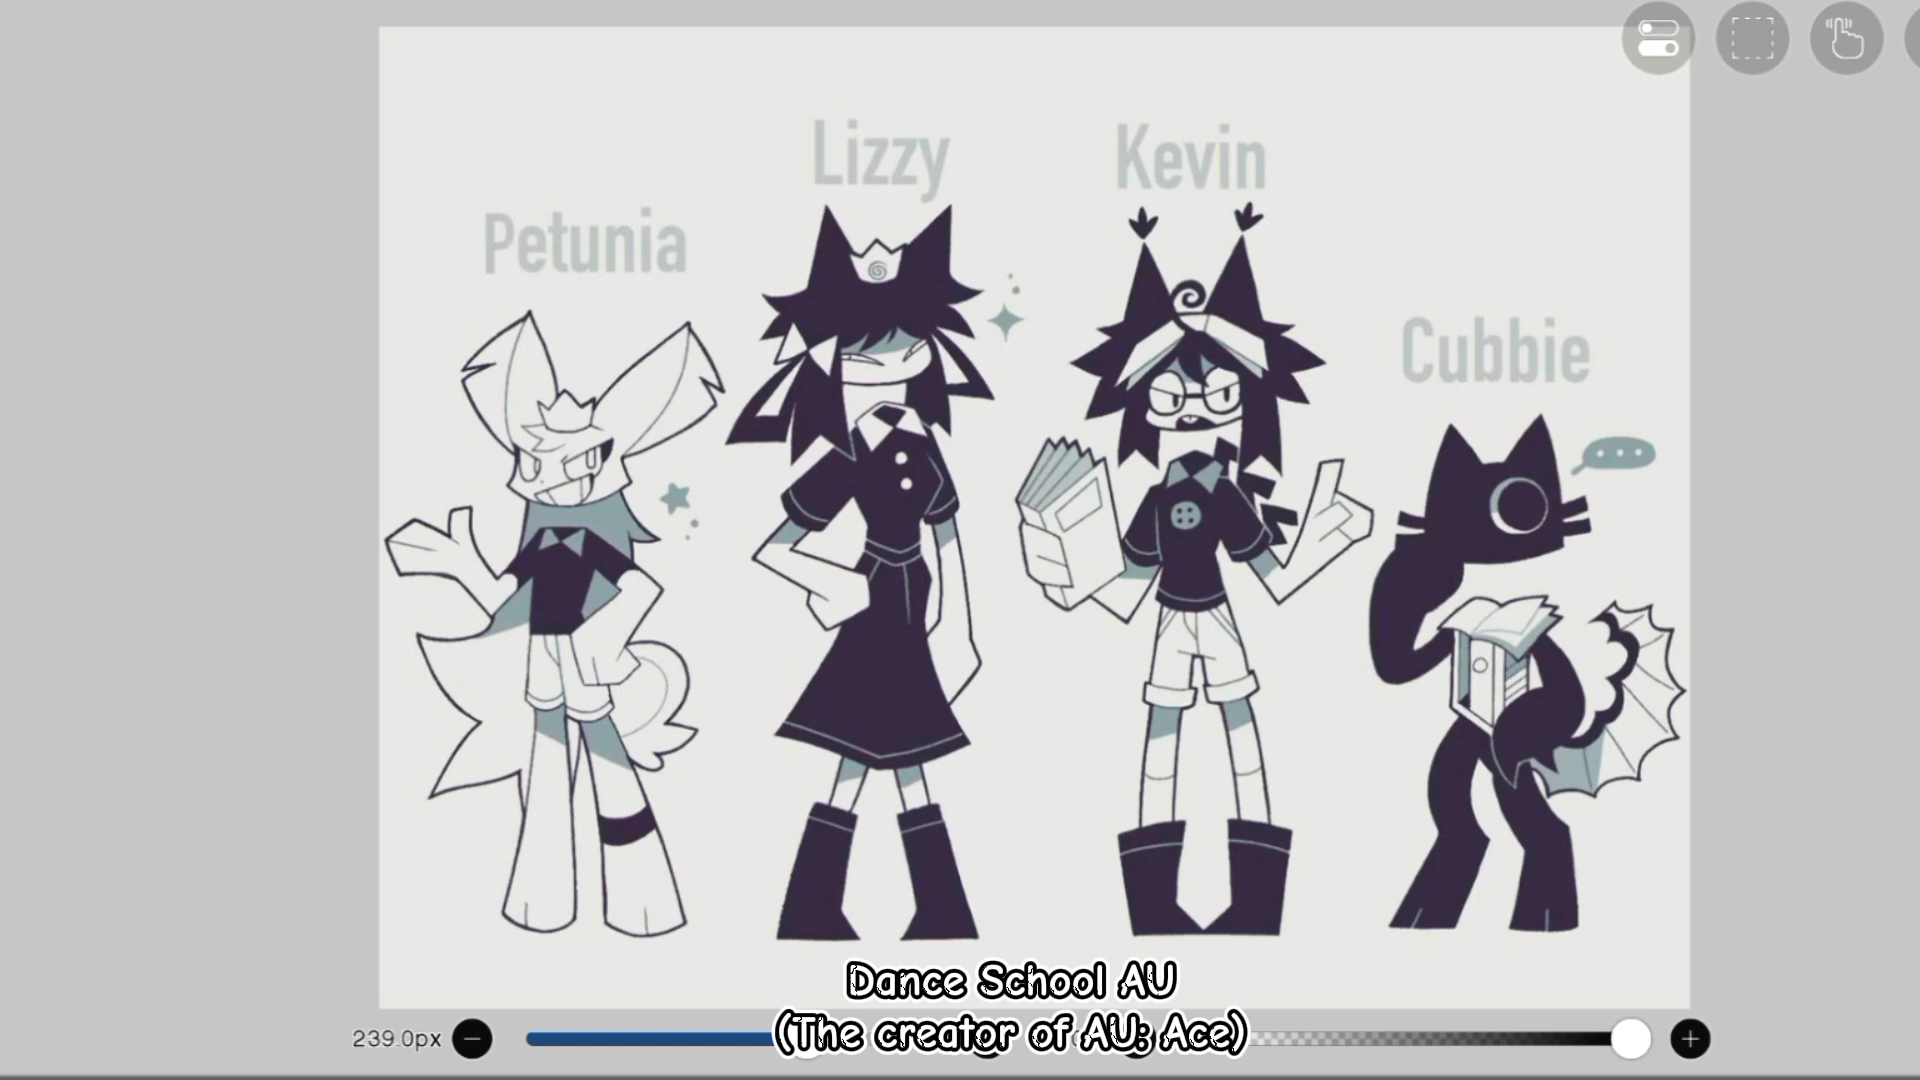 Lizzy
Kevin
Petunia
Cubbie
Dance School AU
(The creator of AU: Ace)
239.0px